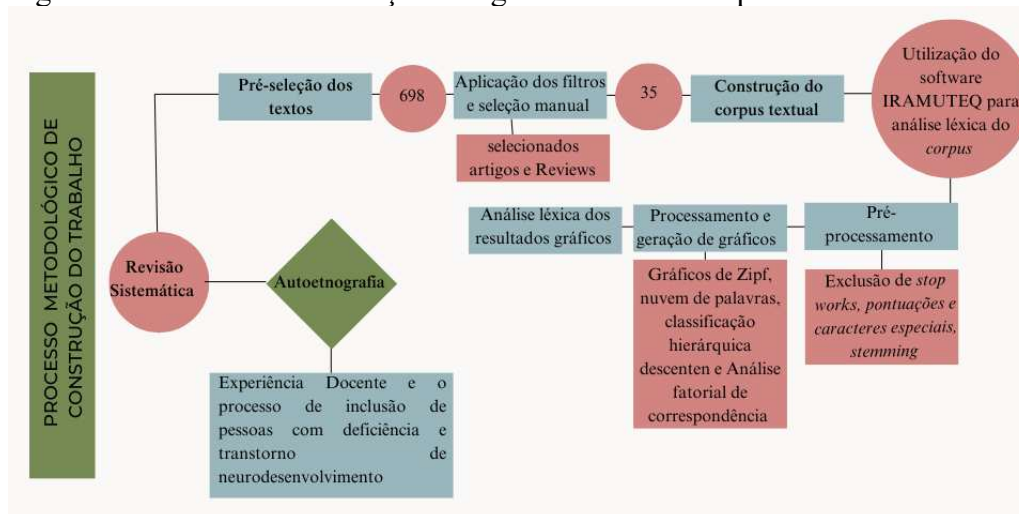 PROCESSO METODOLÓGICO DE
CONSTRUÇÃO DO TRABALHO
Revisão
Sistemática
Pré-seleção dos
textos
698
Aplicação dos filtros
e seleção manual
selecionados
artigos e Reviews
35
Construção do
corpus textual
Utilização do
software
IRAMUTEQ para
análise léxica do
corpus
Pré-
processamento
Exclusão de stop
works, pontuações e
caracteres especiais,
stemming
Processamento e
geração de gráficos
Gráficos de Zipf,
nuvem de palavras,
classificação
hierárquica
descenten e Análise
fatorial de
correspondência
Análise léxica dos
resultados gráficos
Autoetnografia
Experiência Docente e o
processo de inclusão de
pessoas com deficiência e
transtorno de
neurodesenvolvimento